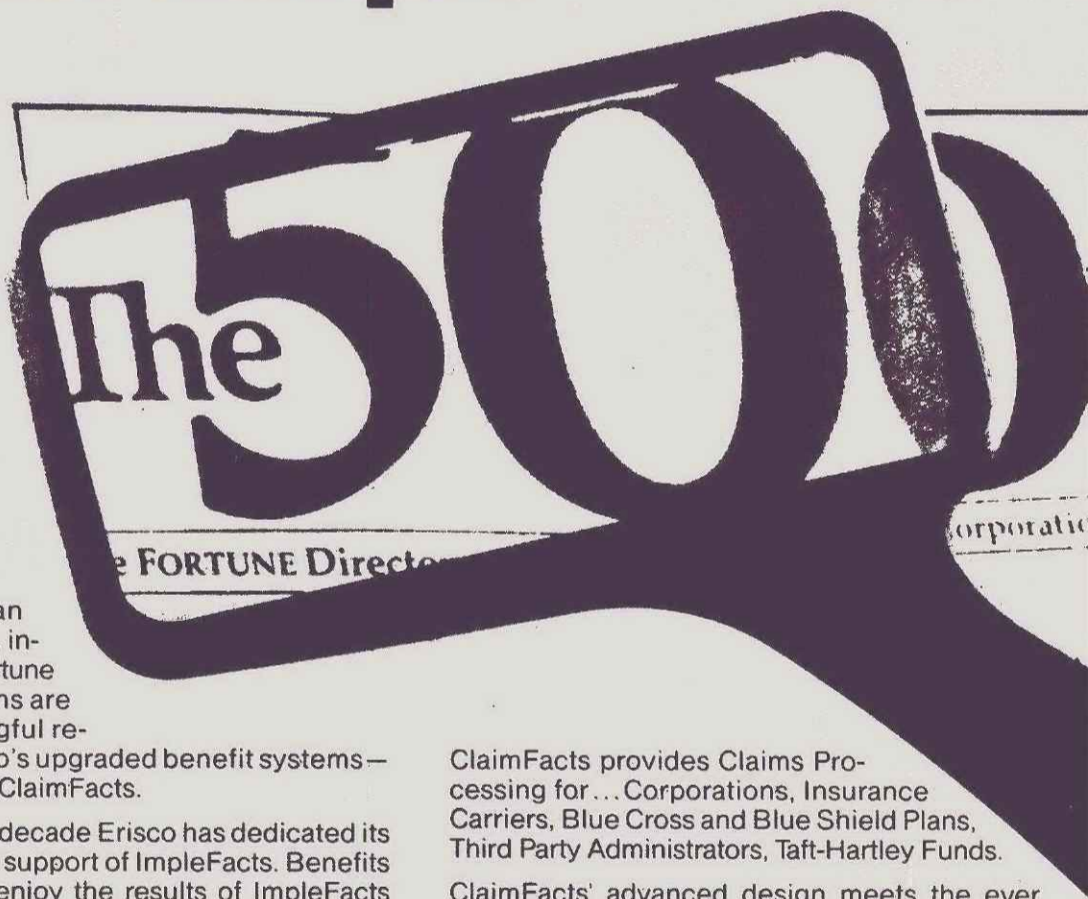 The 500
e FORTUNE Directo
orporatio
an
in-
rtune
ns are
gful re-
o's upgraded benefit systems—
ClaimFacts.
decade Erisco has dedicated its
support of ImpleFacts. Benefits
enjoy the results of ImpleFacts
ClaimFacts provides Claims Pro-
cessing for... Corporations, Insurance
Carriers, Blue Cross and Blue Shield Plans,
Third Party Administrators, Taft-Hartley Funds.
ClaimFacts' advanced design meets the ever